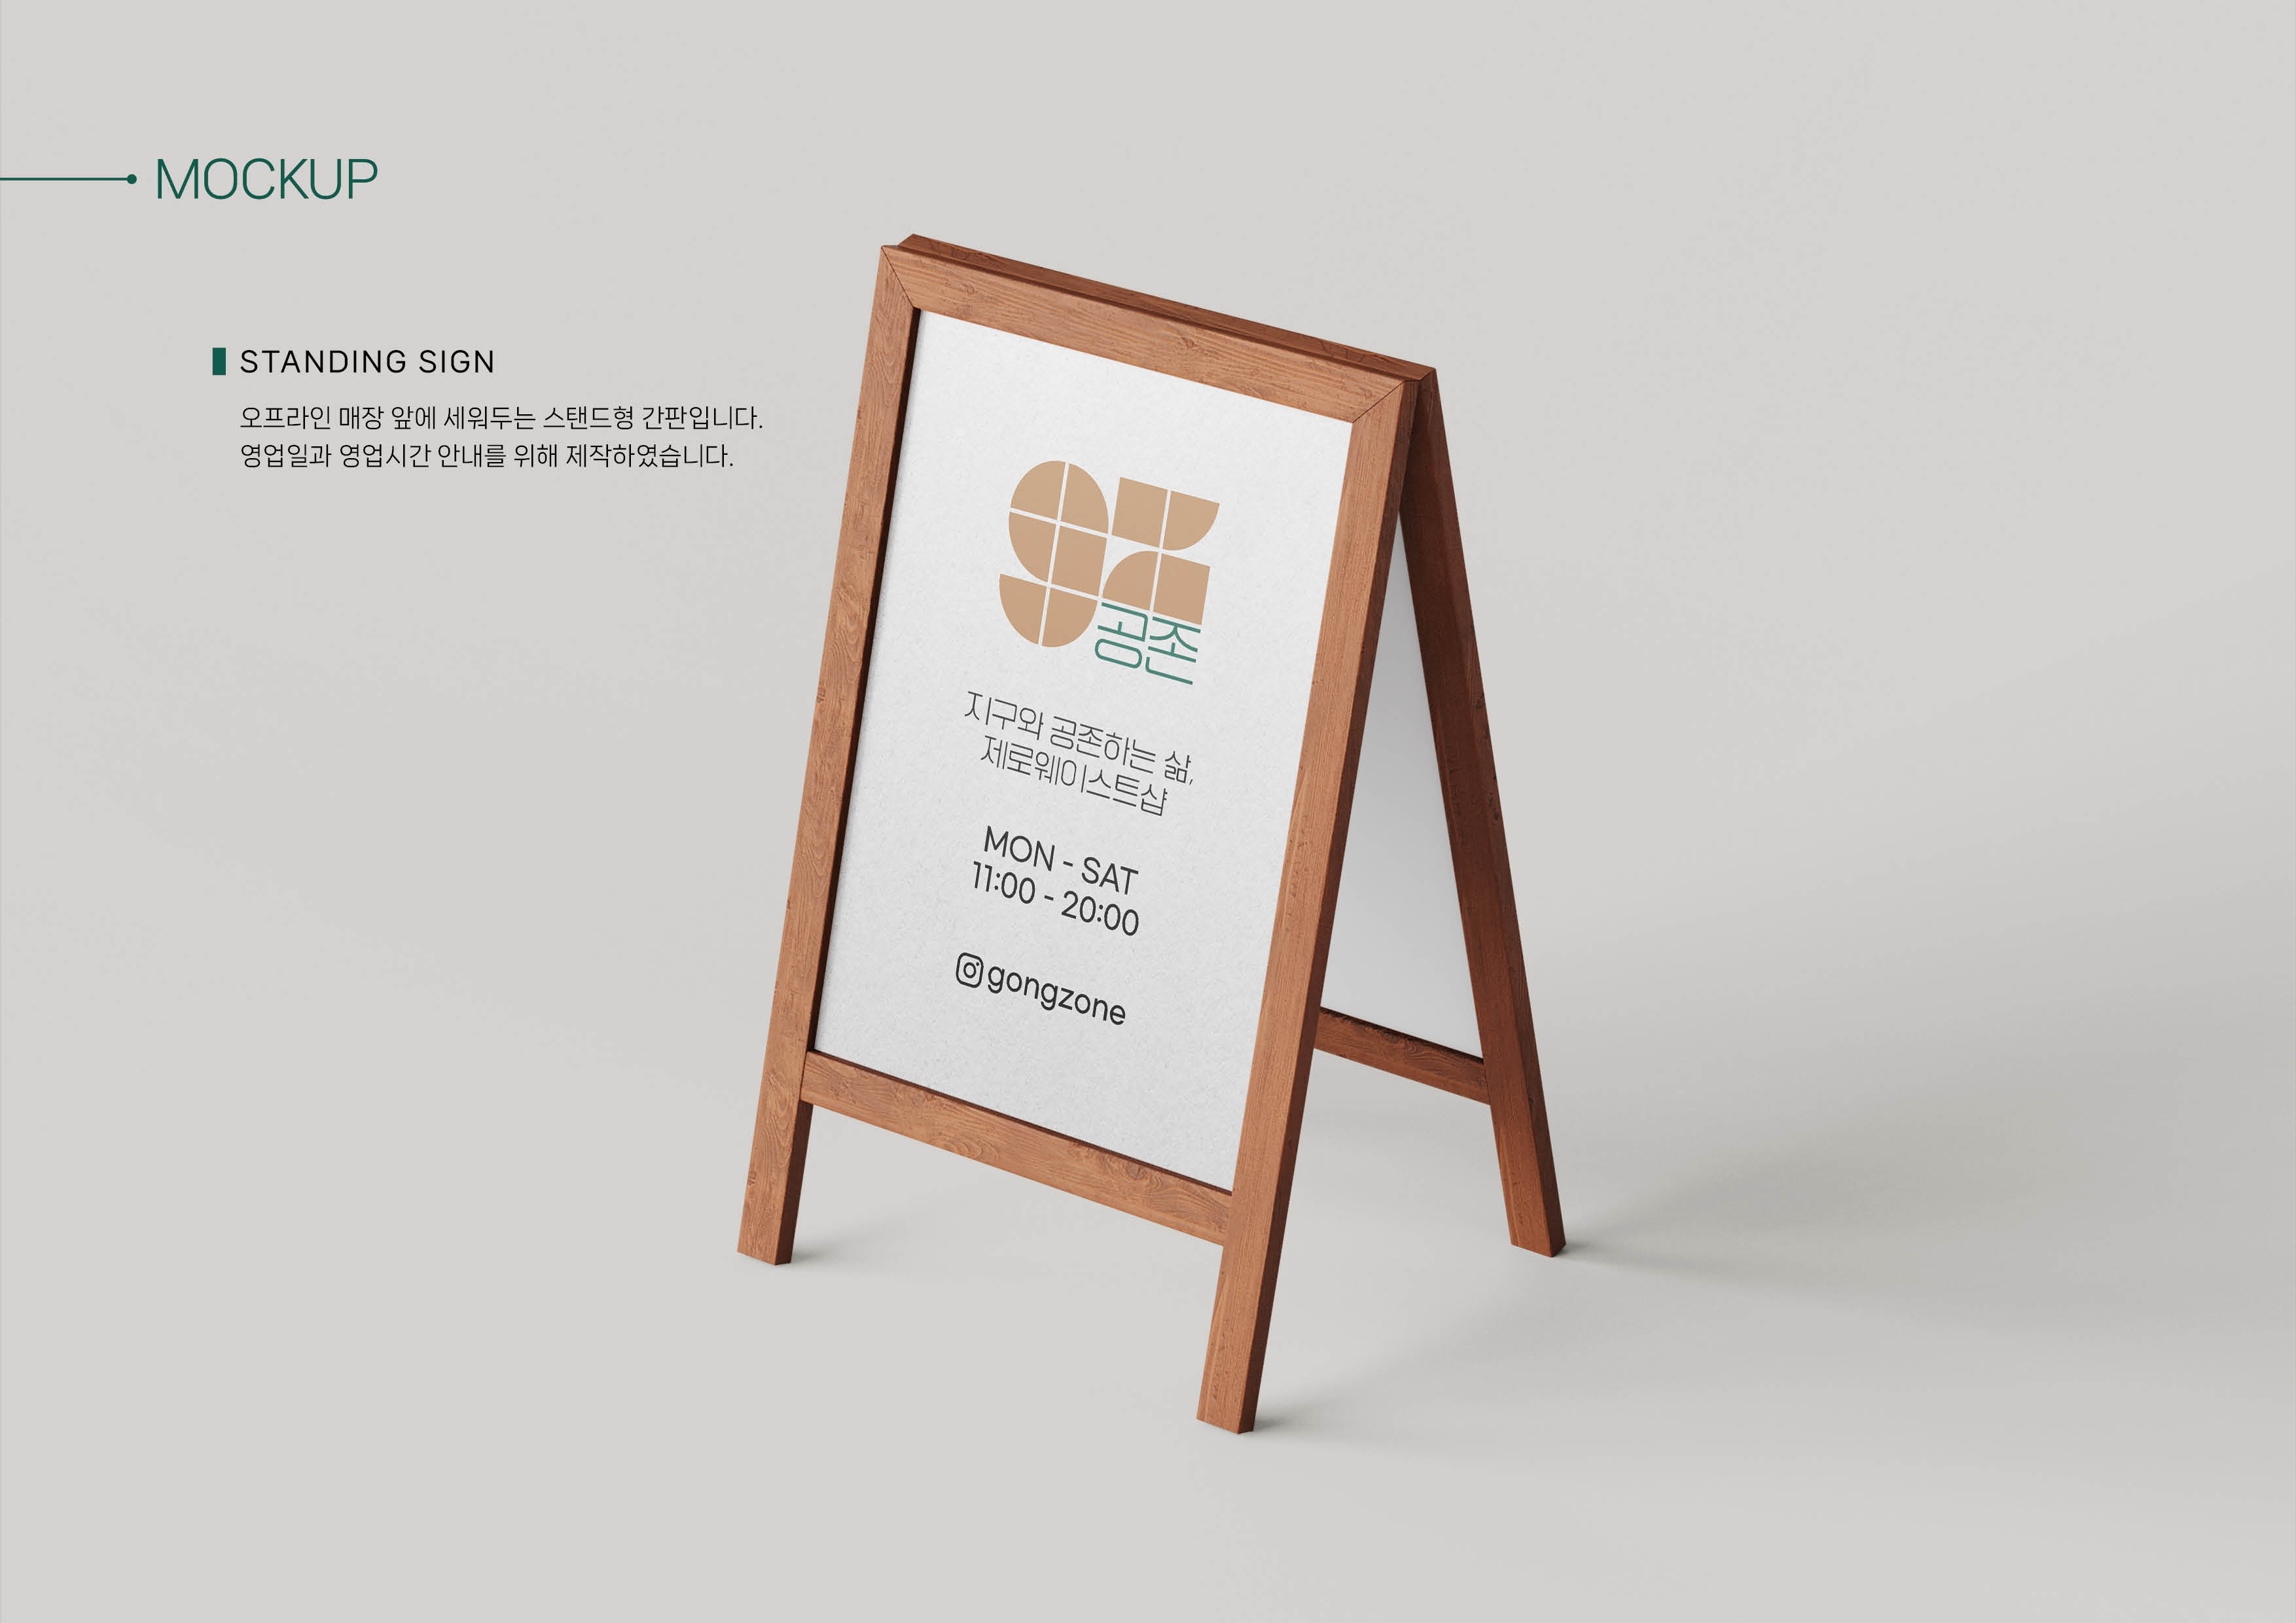 MOCKUP
STANDING SIGN
오프라인 매장 앞에 세워두는 스탠드형 간판입니다.
영업일과 영업시간 안내를 위해 제작하였습니다.
공존
지구와 공존하는 삶,
제로웨이스트샵
MON - SAT
11:00 - 20:00
gongzone